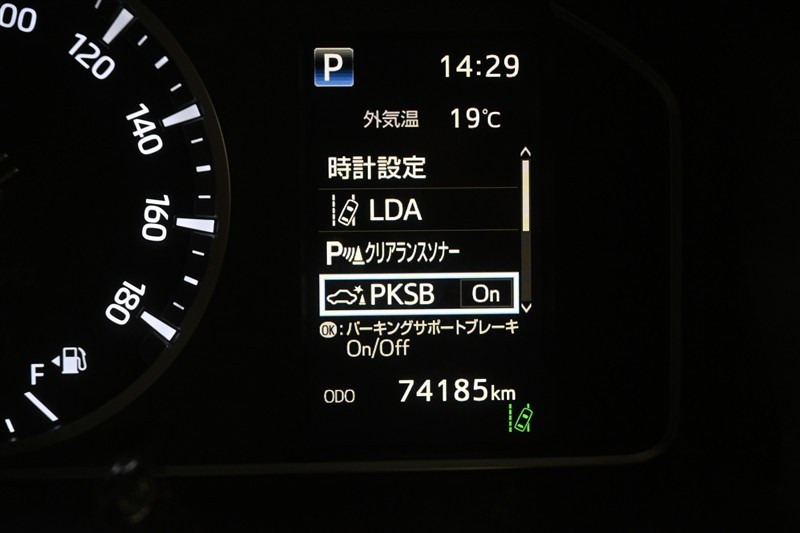 00
120
140
160
180
F
P 14:29
外気温 19℃
時計設定
LDA
Pクリアランスソナー
PKSB On
OK:パーキングサポートブレーキ
On/Off
ODO 74185km